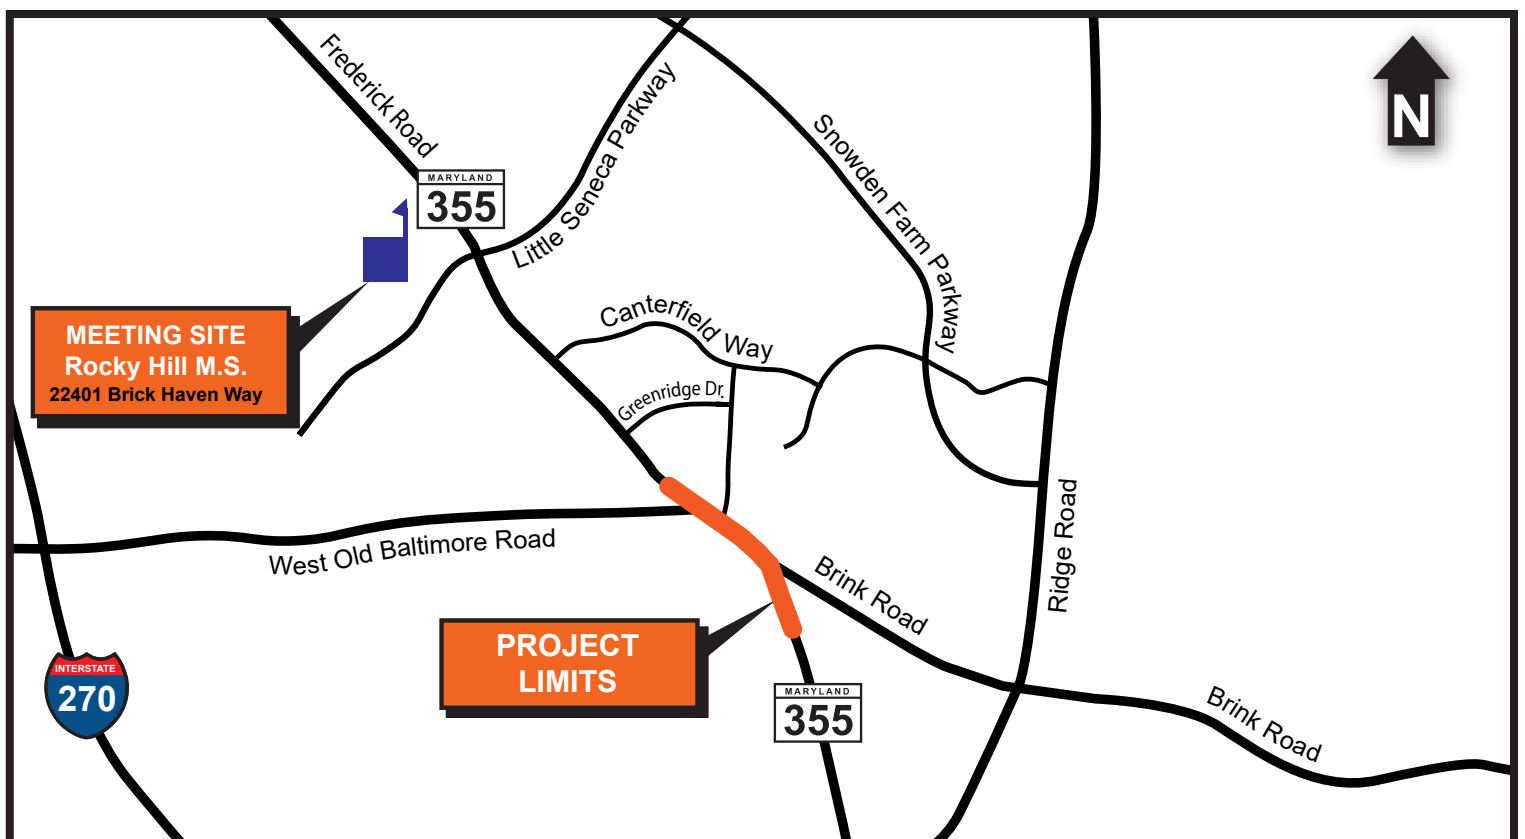 Frederick Road
N
MARYLAND
355
Little Seneca Parkway
Snowden Farm Parkway
MEETING SITE
Rocky Hill M.S.
22401 Brick Haven Way
Canterfield Way
Greenridge Dr.
West Old Baltimore Road
Ridge Road
Brink Road
PROJECT
LIMITS
INTERSTATE
270
MARYLAND
355
Brink Road